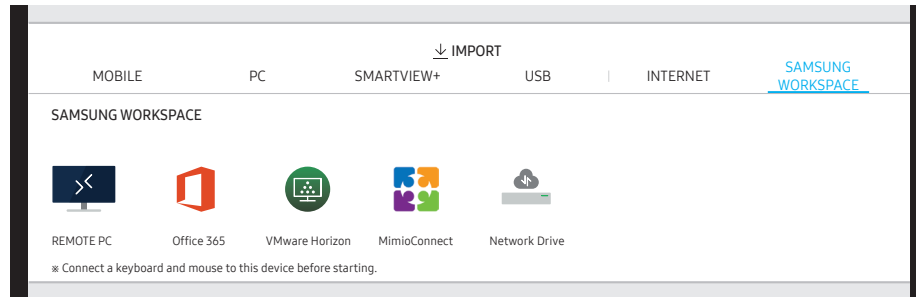 IMPORT
MOBILE PC SMARTVIEW+ USB INTERNET SAMSUNG WORKSPACE
SAMSUNG WORKSPACE
REMOTE PC Office 365 VMware Horizon MimioConnect Network Drive
※ Connect a keyboard and mouse to this device before starting.